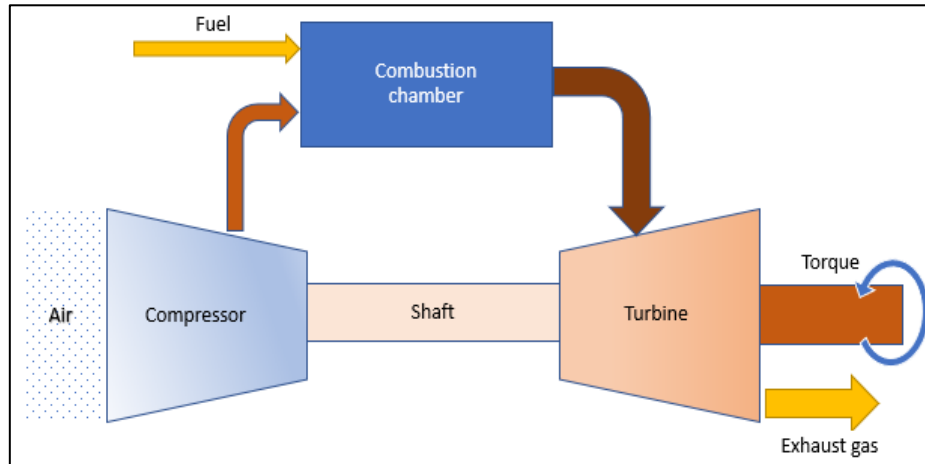 Fuel
Combustion
chamber
Torque
Air
Compressor
Shaft
Turbine
Exhaust gas